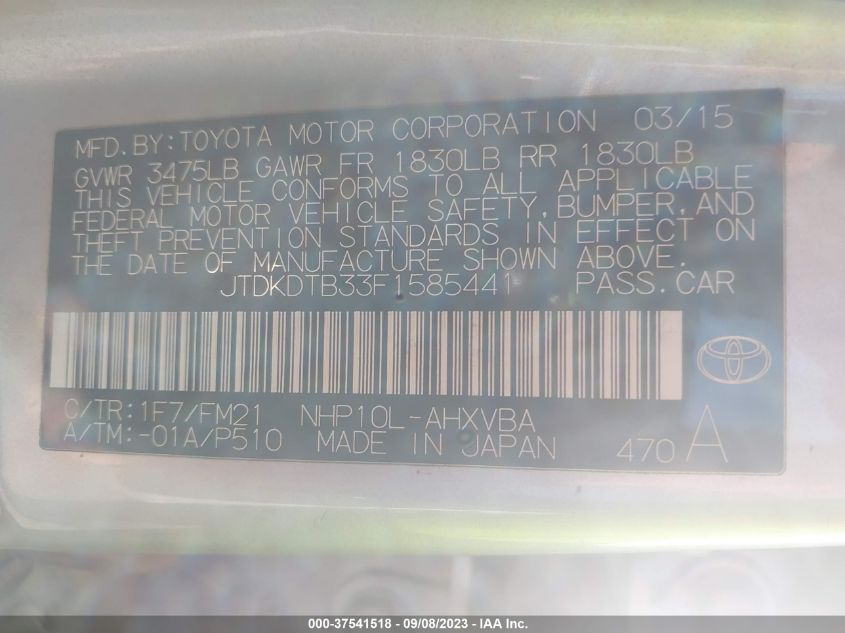 MFD.BY:TOYOTA MOTOR CORPORATION 03/15
GVWR 3475LB GAWR FR 1830LB RR 1830LB
THIS VEHICLE CONFORMS TO ALL APPLICABLE
FEDERAL MOTOR VEHICLE SAFETY,BUMPER,AND
THEFT PREVENTION STANDARDS IN EFFECT ON
THE DATE OF MANUFACTURE SHOWN ABOVE.
JTDKDTB33F1585441 PASS.CAR
C/TR:1F7/FM21 NHP10L-AHXVBA
A/TM:-01A/P510 MADE IN JAPAN 470 A
000-37541518 - 09/08/2023 - IAA Inc.